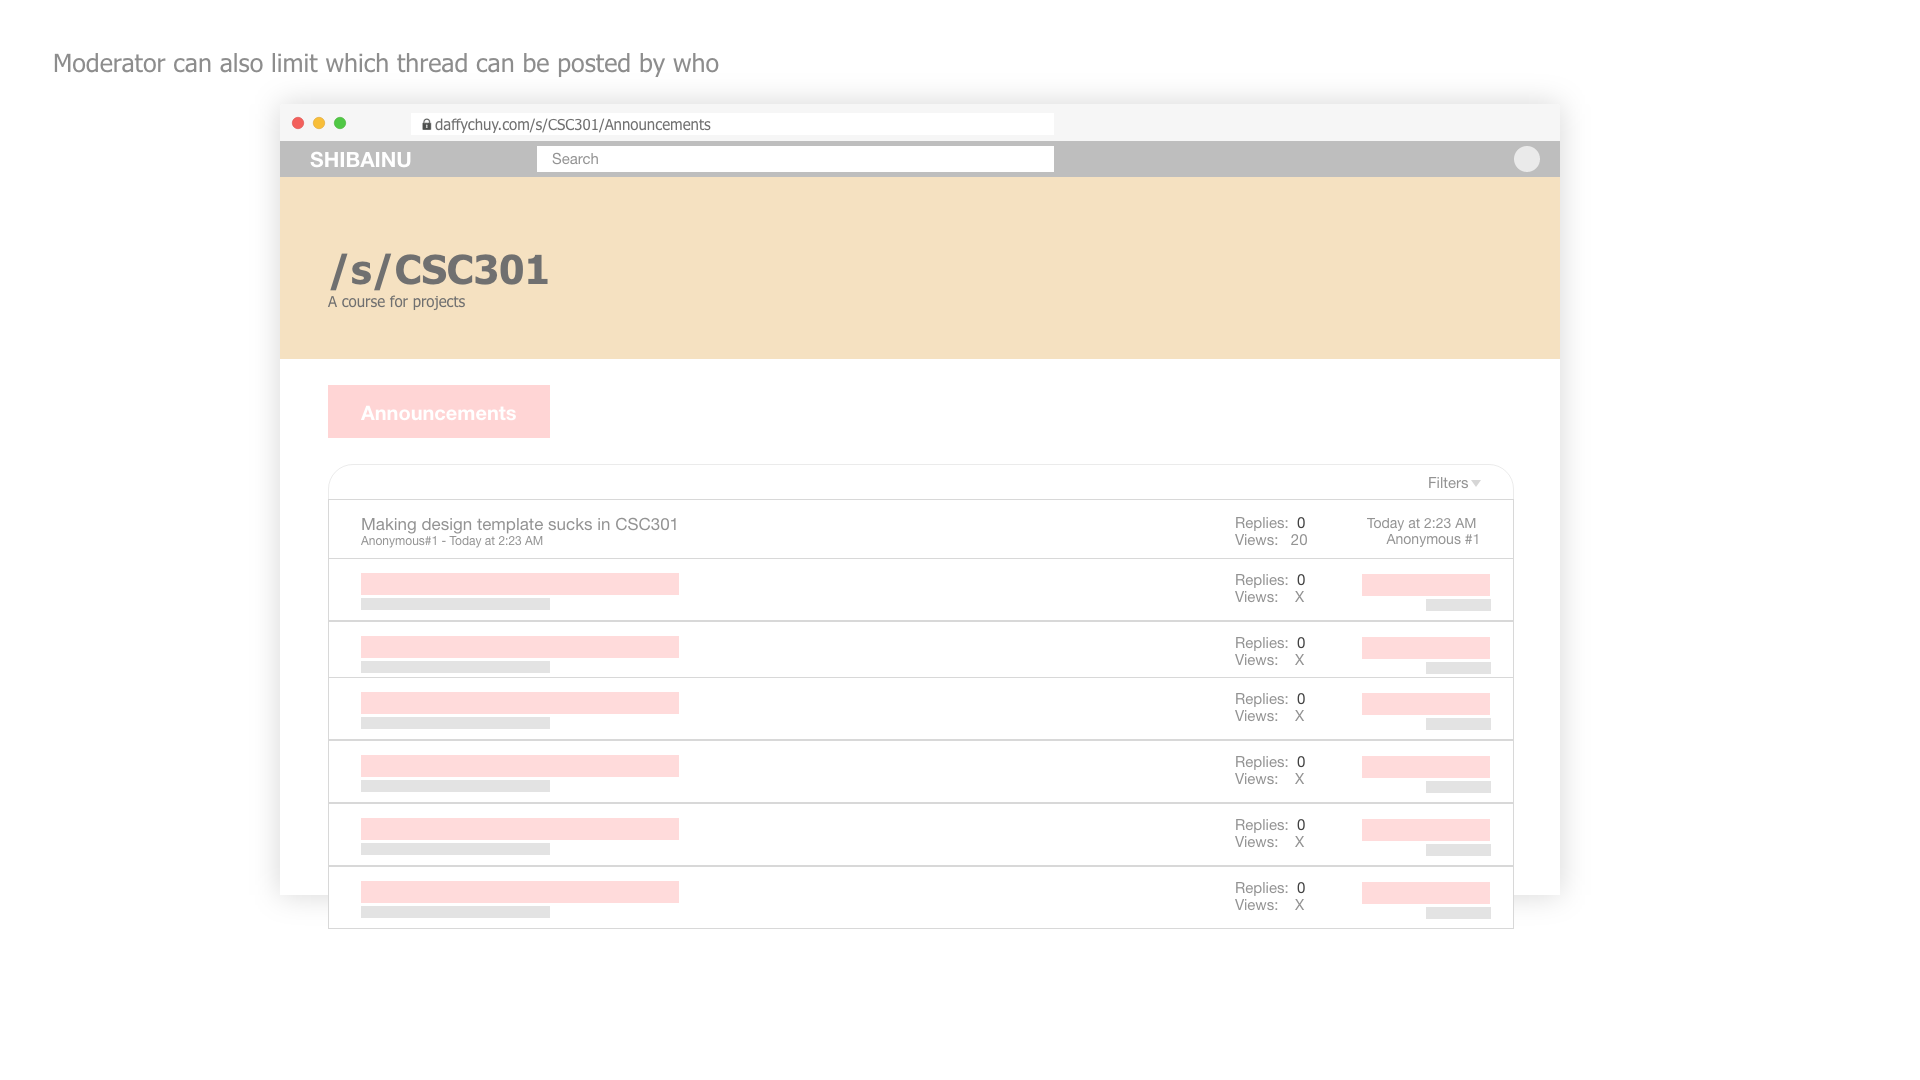 Moderator can also limit which thread can be posted by who
daffychuy.com/s/CSC301/Announcements
SHIBAINU
Search
/s/CSC301
A course for projects
Announcements
Filters
Making design template sucks in CSC301
Anonymous#1 - Today at 2:23 AM
Replies: 0
Views: 20
Today at 2:23 AM
Anonymous #1
Replies: 0
Views: X
Replies: 0
Views: X
Replies: 0
Views: X
Replies: 0
Views: X
Replies: 0
Views: X
Replies: 0
Views: X